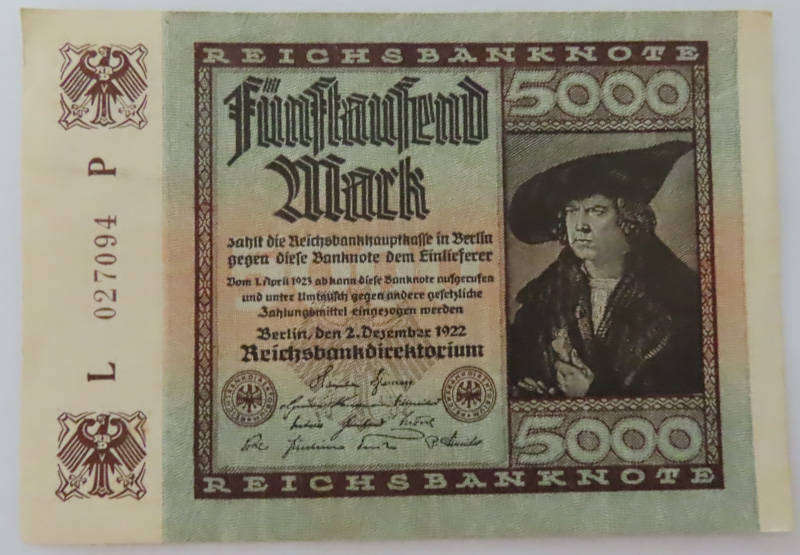 REICHSBANKNOTE
5000
Fünftausend
Mark
zahlt die Reichsbankhauptkasse in Berlin
gegen diese Banknote dem Einlieferer
Vom 1. April 1923 ab kann diese Banknote aufgerufen
und unter Umtausch gegen andere gesetzliche
Zahlungsmittel eingezogen werden
Berlin, den 2. Dezember 1922
Reichsbankdirektorium
5000
REICHSBANKNOTE
L 027094 P